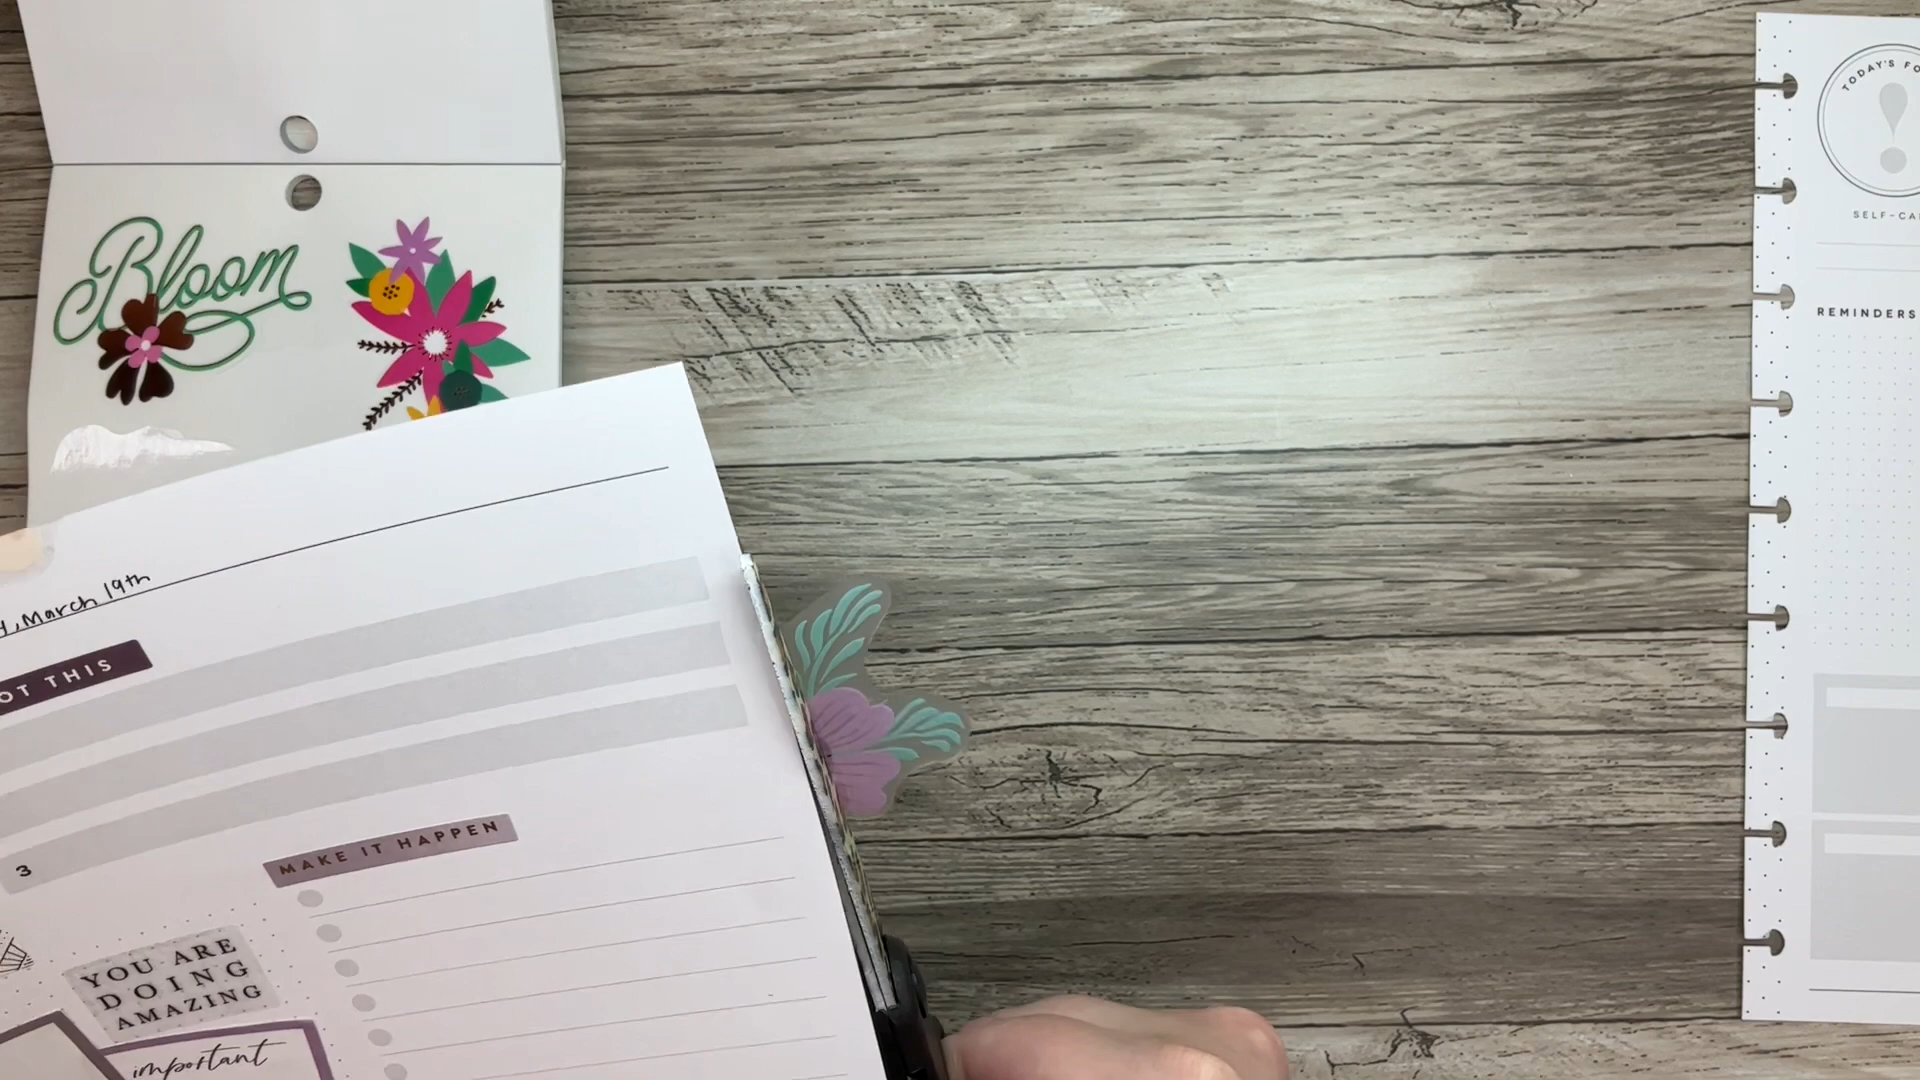 Bloom
March 19th
OT THIS
3
MAKE IT HAPPEN
YOU ARE
DOING
AMAZING
important
TODAY'S FO
SELF-CA
REMINDERS